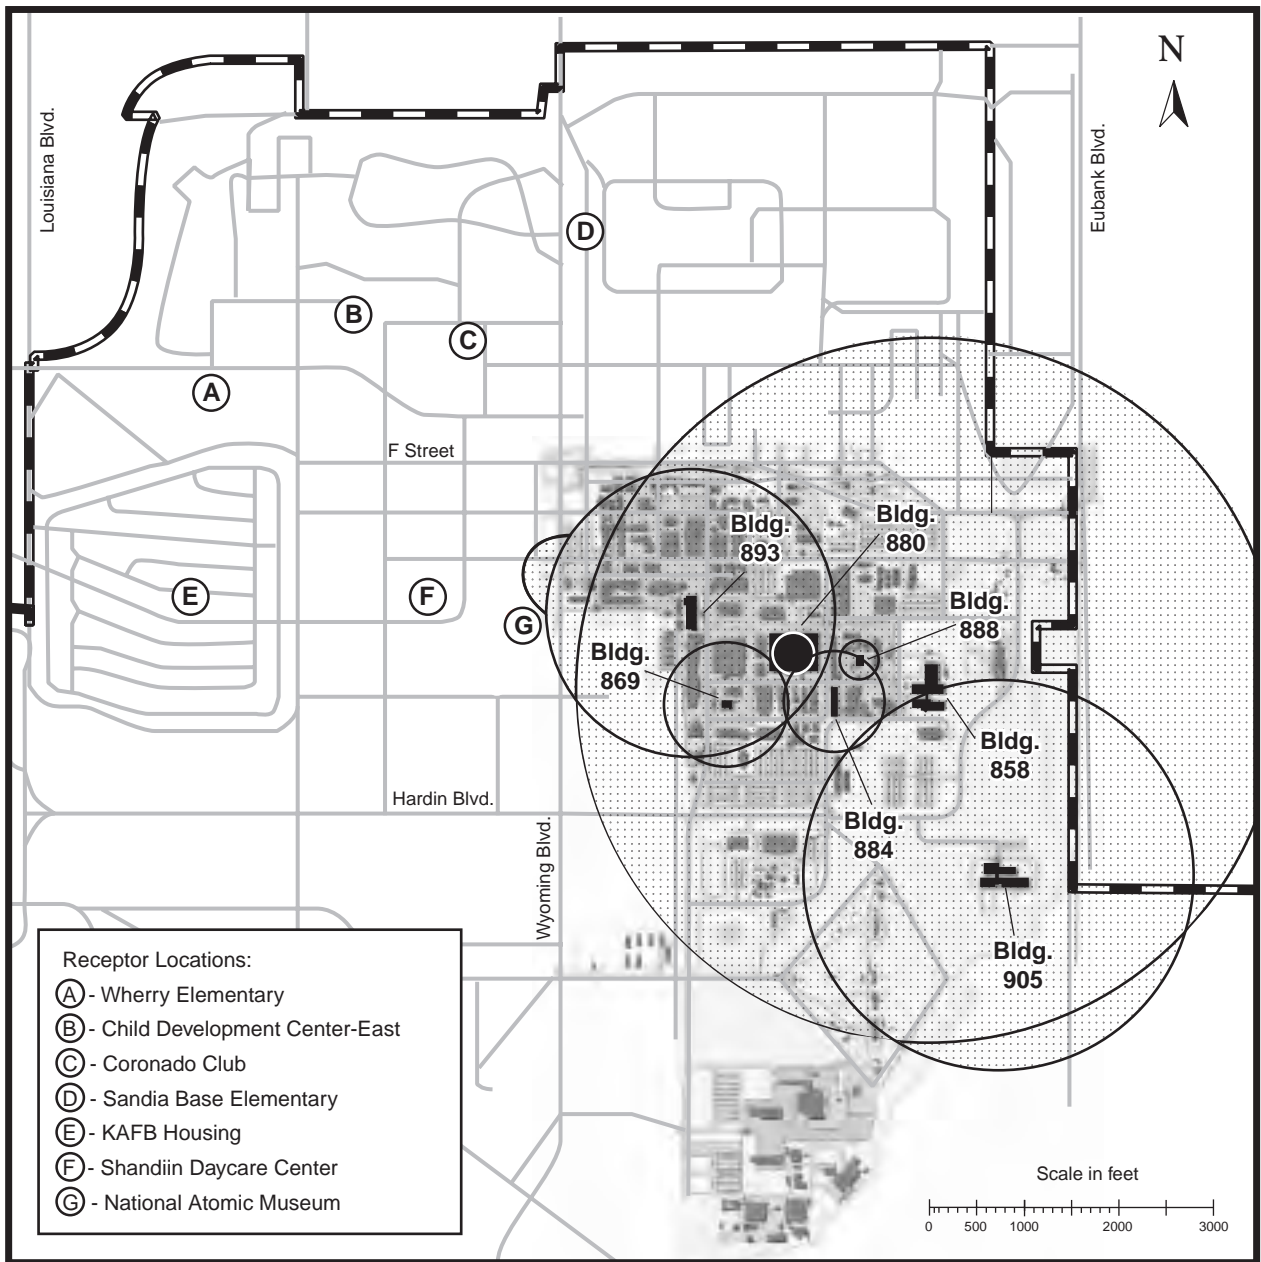 N
Louisiana Blvd.
Eubank Blvd.
D
B
C
A
F Street
Bldg.
893
Bldg.
880
E
F
G
Bldg.
888
Bldg.
869
Bldg.
858
Hardin Blvd.
Bldg.
884
Wyoming Blvd.
Bldg.
905
Receptor Locations:
A - Wherry Elementary
B - Child Development Center-East
C - Coronado Club
D - Sandia Base Elementary
E - KAFB Housing
F - Shandiin Daycare Center
G - National Atomic Museum
Scale in feet
0 500 1000 2000 3000